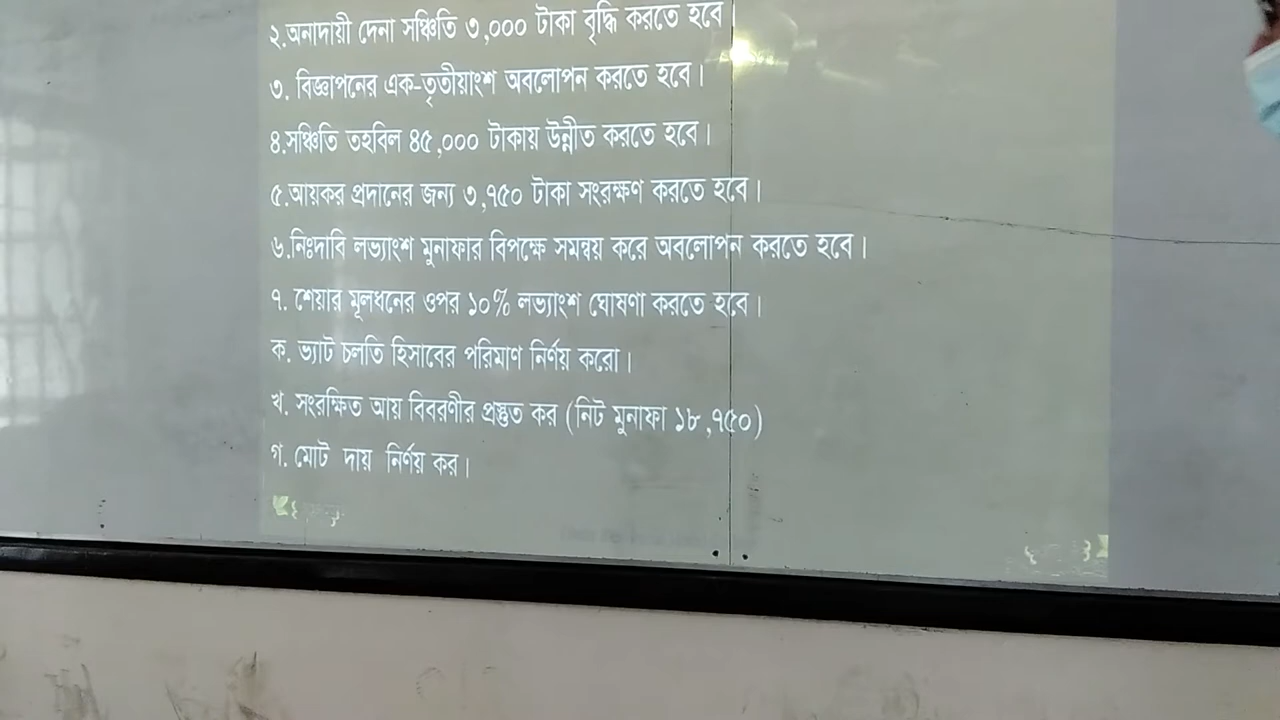 ২.অনাদায়ী দেনা সঞ্চিতি ৩,০০০ টাকা বৃদ্ধি করতে হবে।
৩. বিজ্ঞাপনের এক-তৃতীয়াংশ অবলোপন করতে হবে।
৪.সঞ্চিতি তহবিল ৪৫,০০০ টাকায় উন্নীত করতে হবে।
৫.আয়কর প্রদানের জন্য ৩,৭৫০ টাকা সংরক্ষণ করতে হবে।
৬.নিঃদাবি লভ্যাংশ মুনাফার বিপক্ষে সমন্বয় করে অবলোপন করতে হবে।
৭. শেয়ার মূলধনের ওপর ১০% লভ্যাংশ ঘোষণা করতে হবে।
ক. ভ্যাট চলতি হিসাবের পরিমাণ নির্ণয় করো।
খ. সংরক্ষিত আয় বিবরণীর প্রস্তুত কর (নিট মুনাফা ১৮,৭৫০)
গ. মোট দায় নির্ণয় কর।